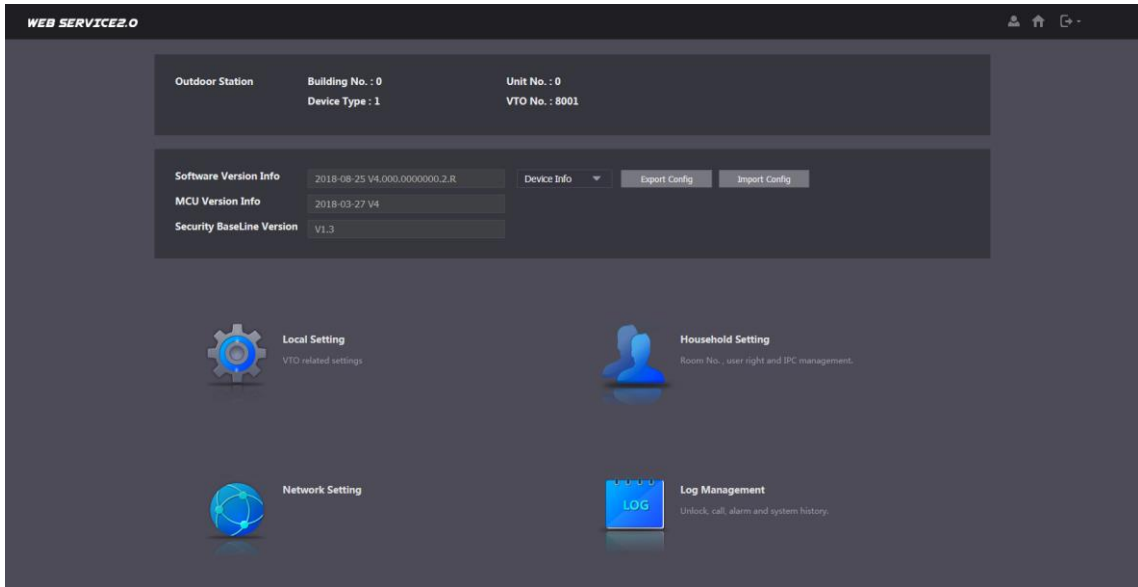 WEB SERVICE2.0
Outdoor Station Building No. : 0 Unit No. : 0
Device Type : 1 VTO No. : 8001
Software Version Info 2018-08-25 V4.000.0000000.2.R Device Info Export Config Import Config
MCU Version Info 2018-03-27 V4
Security BaseLine Version V1.3
Local Setting
VTO related settings
Household Setting
Room No., user right and IPC management.
Network Setting
LOG
Log Management
Unlock, call, alarm and system history.